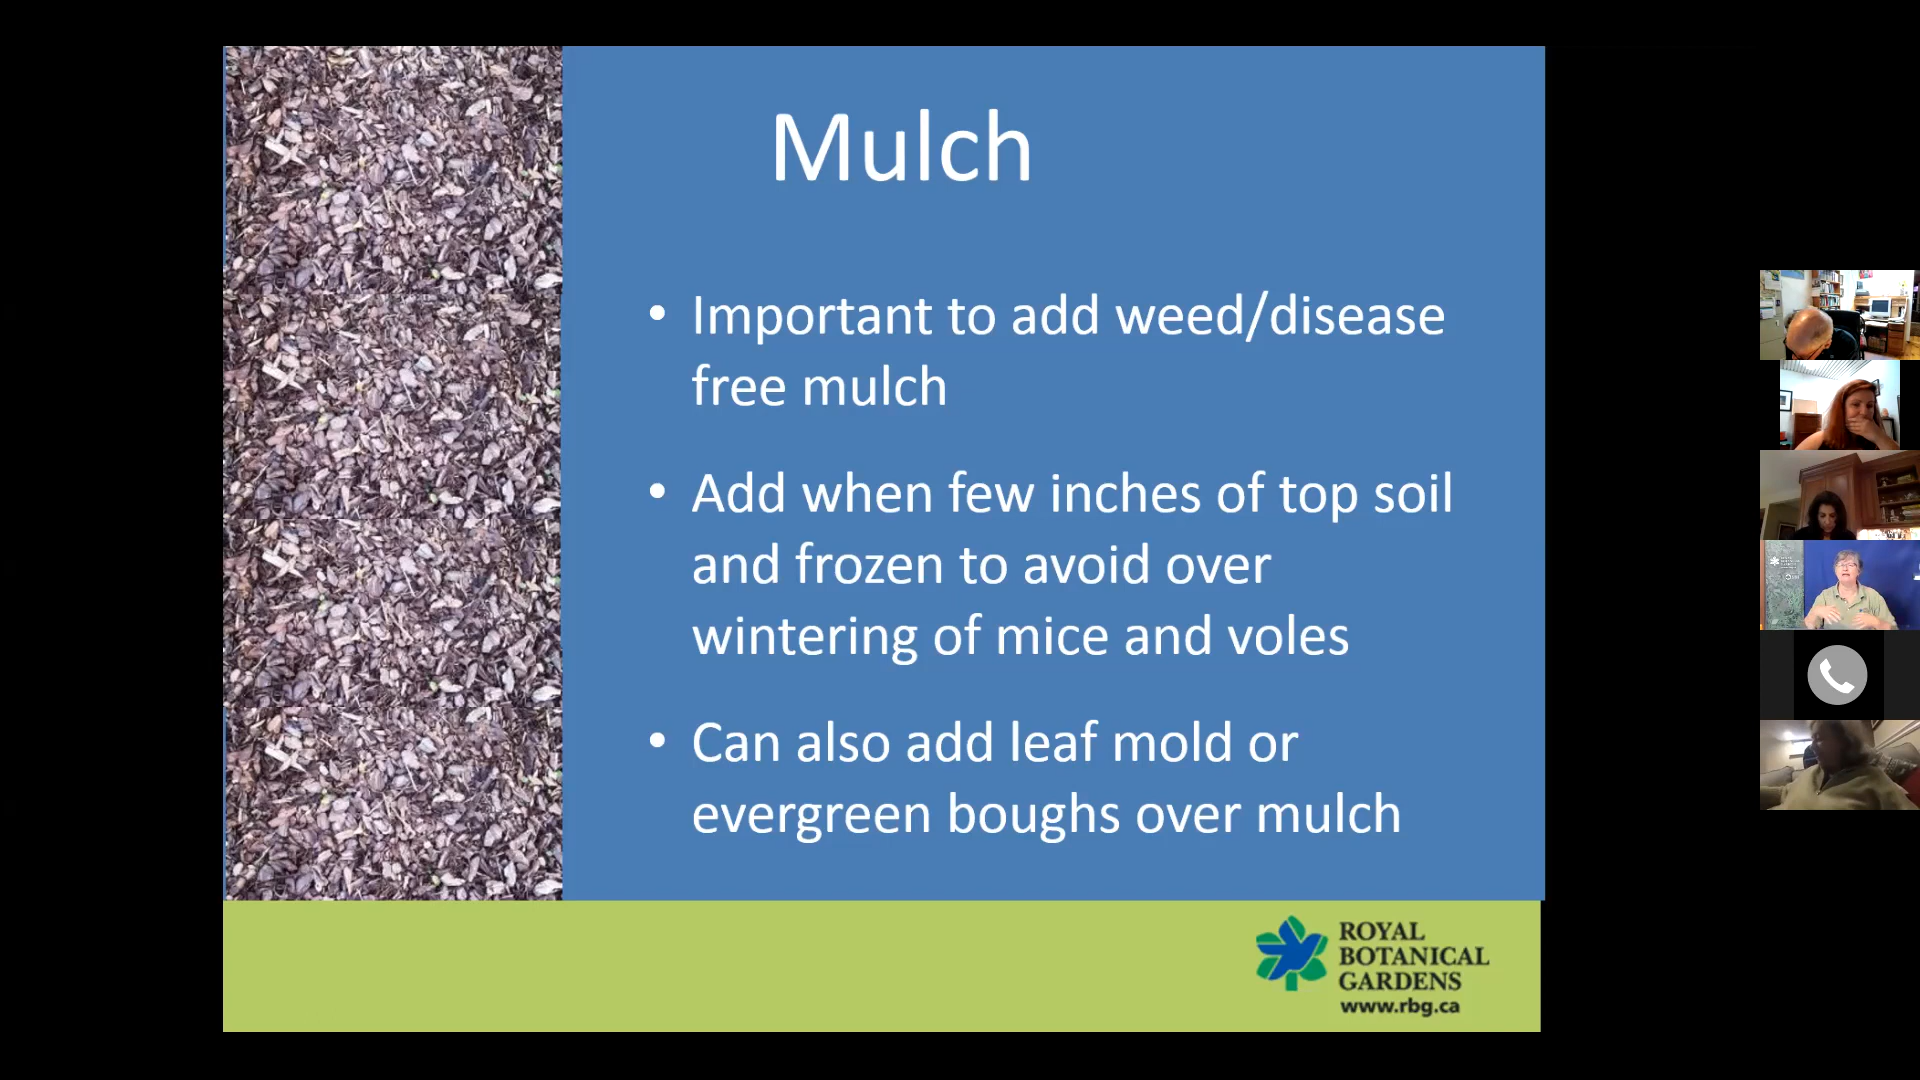 Mulch
• Important to add weed/disease
free mulch
• Add when few inches of top soil
and frozen to avoid over
wintering of mice and voles
• Can also add leaf mold or
evergreen boughs over mulch
ROYAL
BOTANICAL
GARDENS
www.rbg.ca